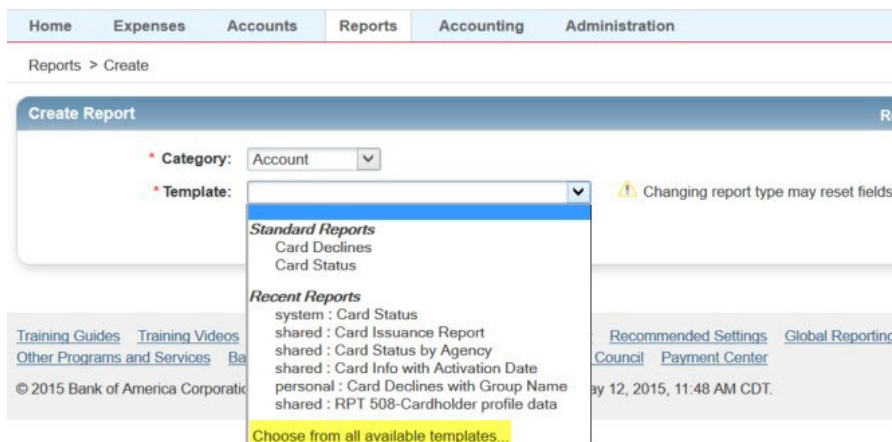 Home Expenses Accounts Reports Accounting Administration
Reports > Create
Create Report
* Category: Account
* Template:
Changing report type may reset fields
Standard Reports
Card Declines
Card Status
Recent Reports
system : Card Status
shared : Card Issuance Report
shared : Card Status by Agency
shared : Card Info with Activation Date
personal : Card Declines with Group Name
shared : RPT 508-Cardholder profile data
Choose from all available templates...
Training Guides Training Videos Recommended Settings Global Reporting
Other Programs and Services Council Payment Center
© 2015 Bank of America 12, 2015, 11:48 AM CDT.